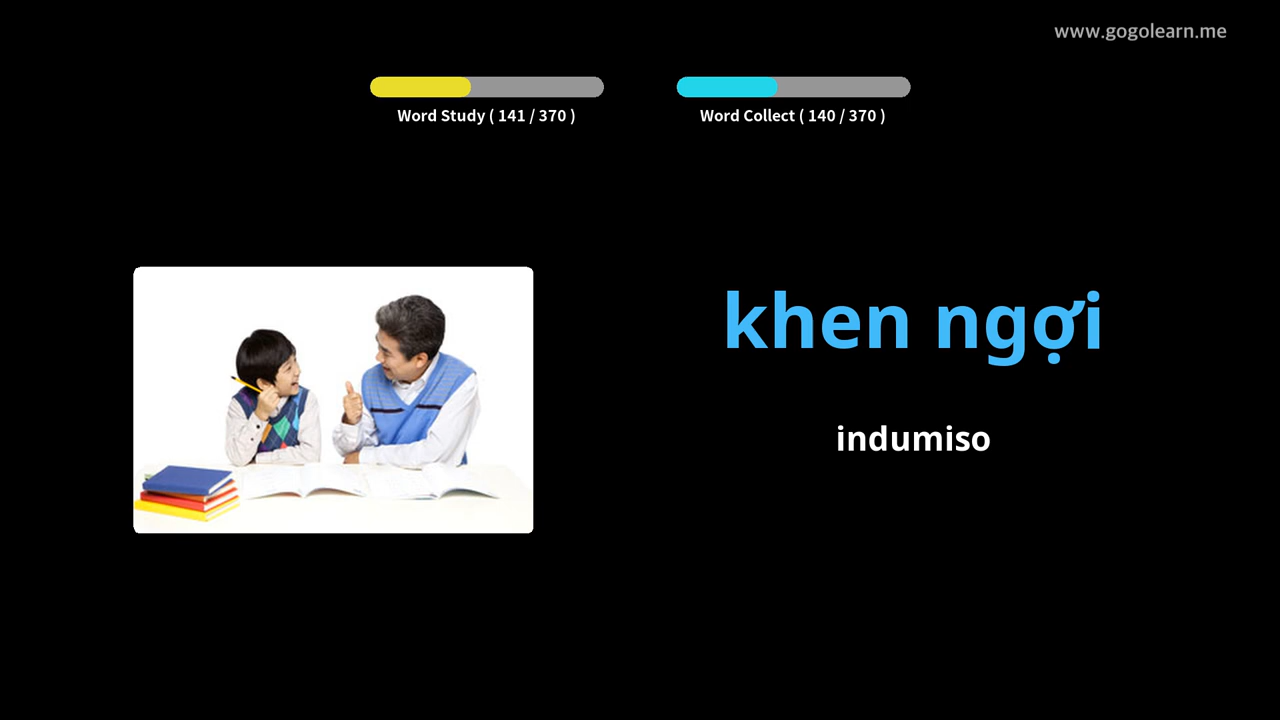 www.gogolearn.me
Word Study ( 141 / 370 )
Word Collect ( 140 / 370 )
khen ngợi
indumiso